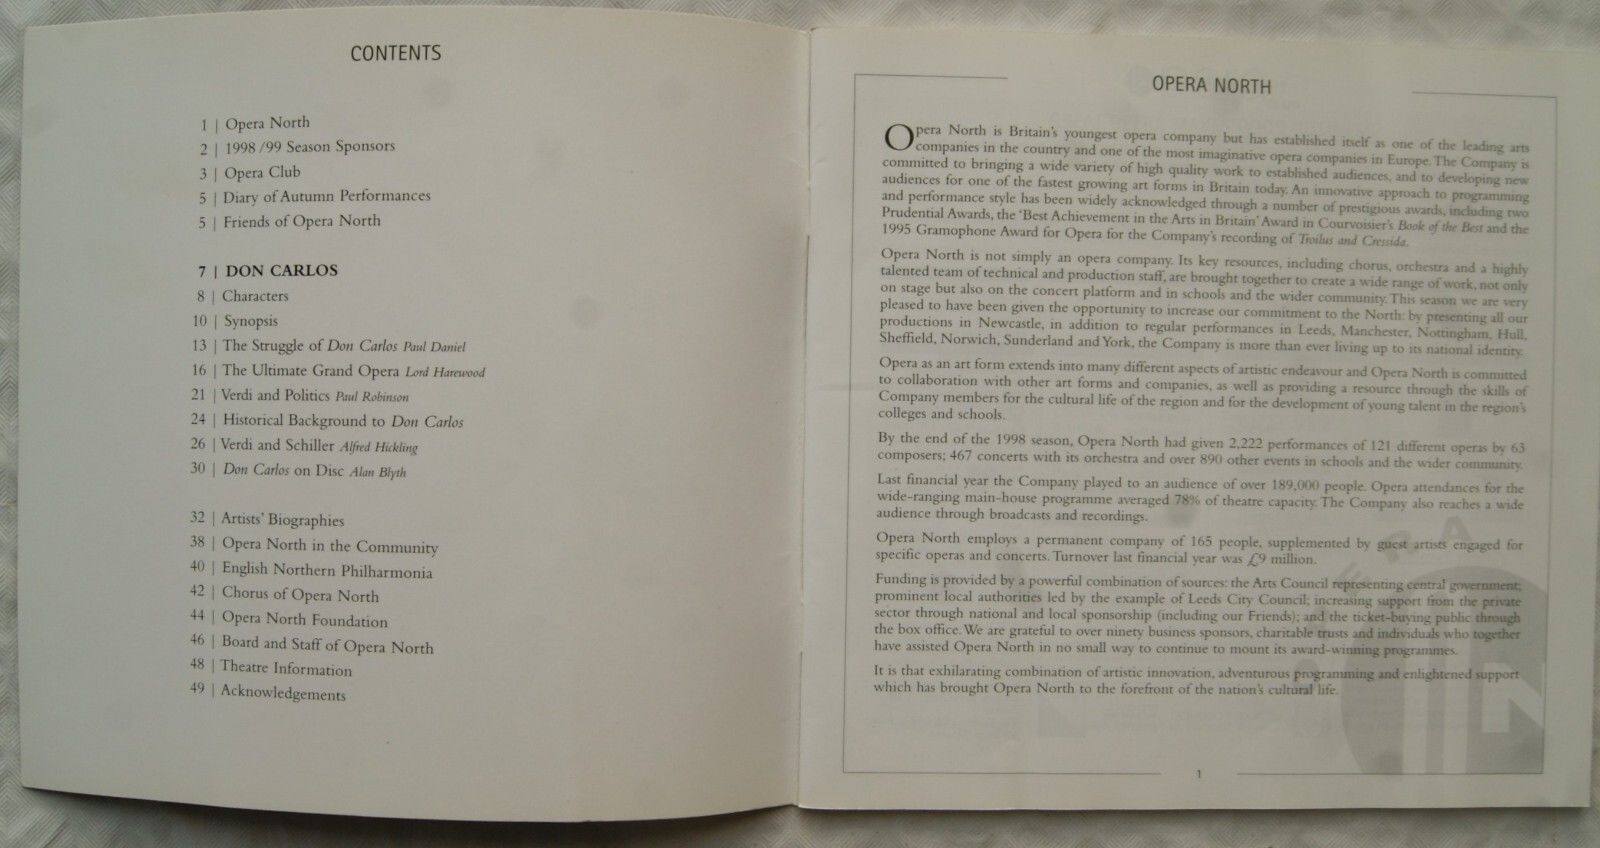 CONTENTS
1 | Opera North
2 | 1998/99 Season Sponsors
3 | Opera Club
5 | Diary of Autumn Performances
5 | Friends of Opera North
7 | DON CARLOS
8 | Characters
10 | Synopsis
13 | The Struggle of Don Carlos Paul Daniel
16 | The Ultimate Grand Opera Lord Harewood
21 | Verdi and Politics Paul Robinson
24 | Historical Background to Don Carlos
26 | Verdi and Schiller Alfred Hickling
30 | Don Carlos on Disc Alan Blyth
32 | Artists' Biographies
38 | Opera North in the Community
40 | English Northern Philharmonia
42 | Chorus of Opera North
44 | Opera North Foundation
46 | Board and Staff of Opera North
48 | Theatre Information
49 | Acknowledgements
OPERA NORTH
Opera North is Britain's youngest opera company but has established itself as one of the leading arts
companies in the country and one of the most imaginative opera companies in Europe. The Company is
committed to bringing a wide variety of high quality work to established audiences, and to developing new
audiences for one of the fastest growing art forms in Britain today. An innovative approach to programming
and performance style has been widely acknowledged through a number of prestigious awards, including two
Prudential Awards, the 'Best Achievement in the Arts in Britain' Award in Courvoisier's Book of the Best and the
1995 Gramophone Award for Opera for the Company's recording of Troilus and Cressida.
Opera North is not simply an opera company. Its key resources, including chorus, orchestra and a highly
talented team of technical and production staff, are brought together to create a wide range of work, not only
on stage but also on the concert platform and in schools and the wider community. This season we are very
pleased to have been given the opportunity to increase our commitment to the North: by presenting all our
productions in Newcastle, in addition to regular performances in Leeds, Manchester, Nottingham, Hull,
Sheffield, Norwich, Sunderland and York, the Company is more than ever living up to its national identity.
Opera as an art form extends into many different aspects of artistic endeavour and Opera North is committed
to collaboration with other art forms and companies, as well as providing a resource through the skills of
Company members for the cultural life of the region and for the development of young talent in the region's
colleges and schools.
By the end of the 1998 season, Opera North had given 2,222 performances of 121 different operas by 63
composers; 467 concerts with its orchestra and over 890 other events in schools and the wider community.
Last financial year the Company played to an audience of over 189,000 people. Opera attendances for the
wide-ranging main-house programme averaged 78% of theatre capacity. The Company also reaches a wide
audience through broadcasts and recordings.
Opera North employs a permanent company of 165 people, supplemented by guest artists engaged for
specific operas and concerts. Turnover last financial year was £9 million.
Funding is provided by a powerful combination of sources: the Arts Council representing central government;
prominent local authorities led by the example of Leeds City Council; increasing support from the private
sector through national and local sponsorship (including our Friends); and the ticket-buying public through
the box office. We are grateful to over ninety business sponsors, charitable trusts and individuals who together
have assisted Opera North in no small way to continue to mount its award-winning programmes.
It is that exhilarating combination of artistic innovation, adventurous programming and enlightened support
which has brought Opera North to the forefront of the nation's cultural life.
1